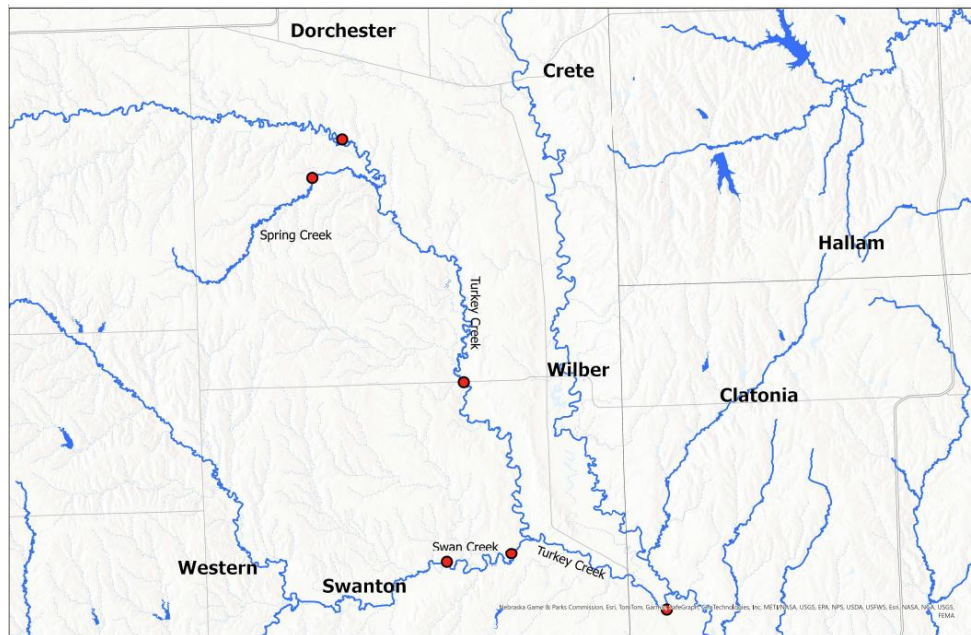 Dorchester
Crete
Spring Creek
Hallam
Turkey Creek
Wilber
Clatonia
Swan Creek
Turkey Creek
Western
Swanton
Nebraska Game & Parks Commission, Esri, TomTom, Garmin, SafeGraph, GeoTechnologies, Inc, METI/NASA, USGS, EPA, NPS, USDA, USFWS, Esri, NASA, NGA, USGS,
FEMA